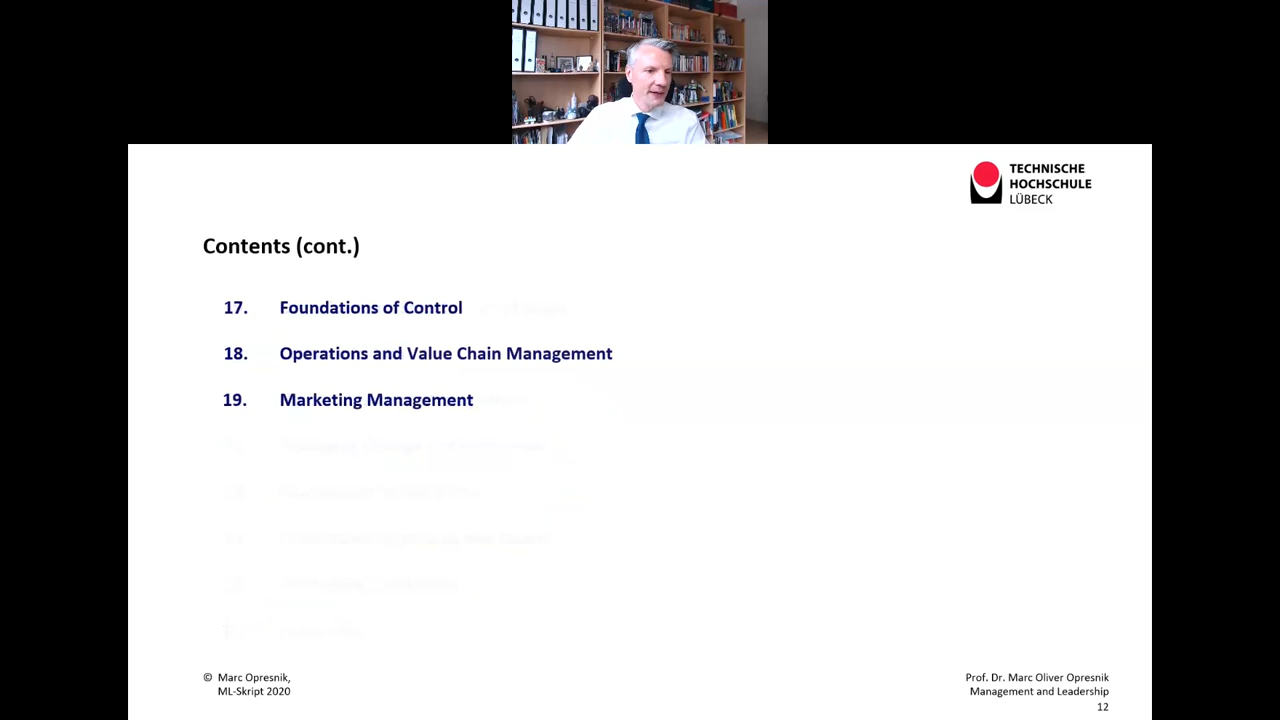 TECHNISCHE
HOCHSCHULE
LÜBECK
Contents (cont.)
17. Foundations of Control
18. Operations and Value Chain Management
19. Marketing Management
© Marc Opresnik,
ML-Skript 2020
Prof. Dr. Marc Oliver Opresnik
Management and Leadership
12